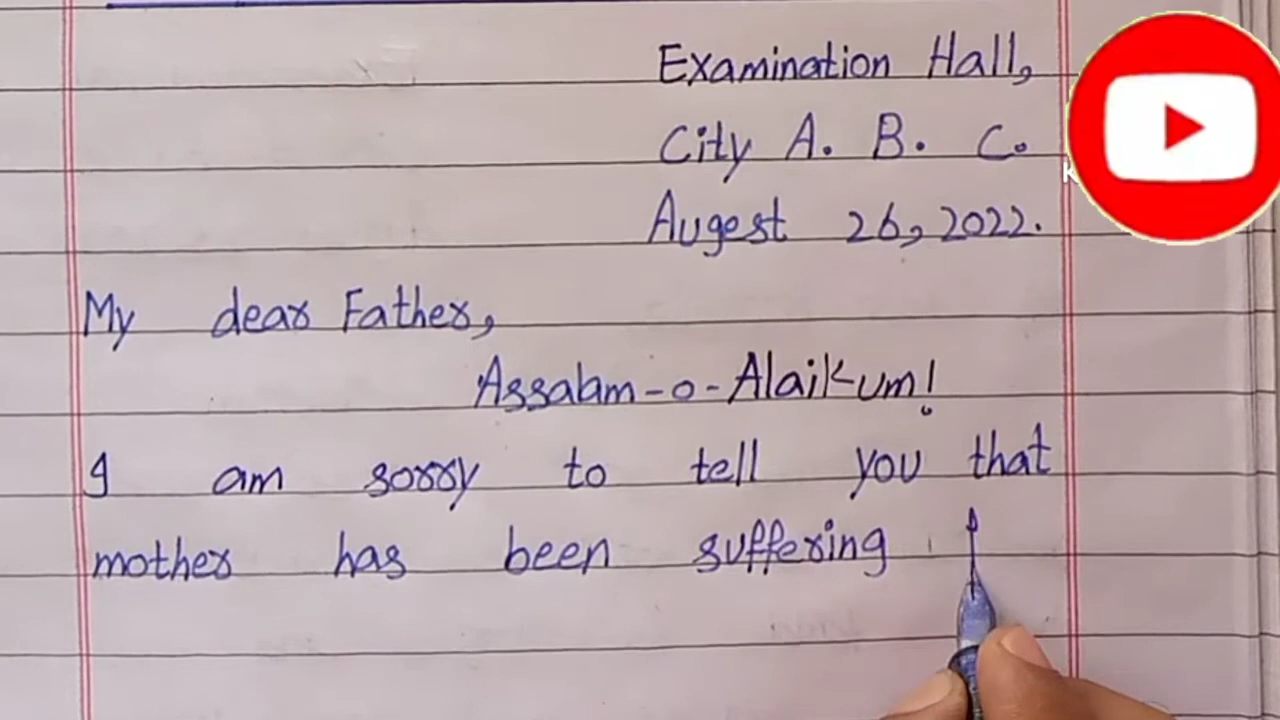 Examination Hall,
City A. B. C.
Augest 26, 2022.
My dear Father,
Assalam-o-Alaikum!
I am sorry to tell you that
mother has been suffering